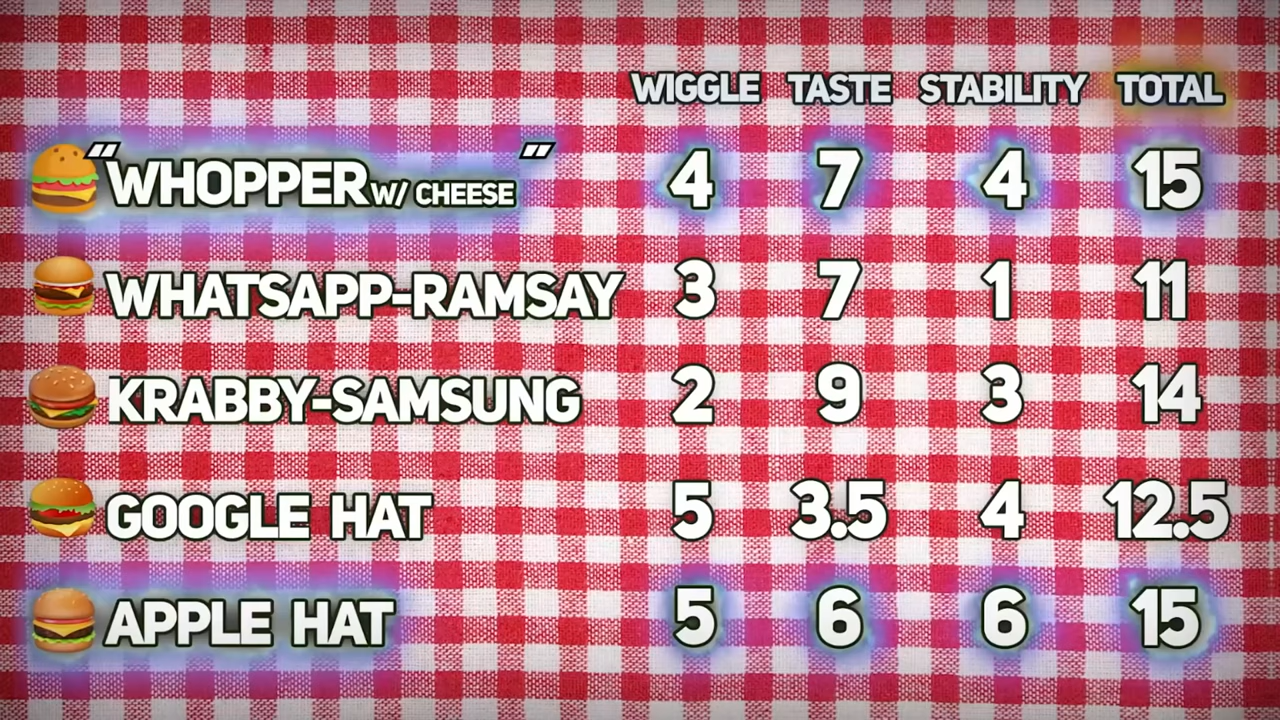 WIGGLE TASTE STABILITY TOTAL
"WHOPPER W/ CHEESE" 4 7 4 15
WHATSAPP-RAMSAY 3 7 1 11
KRABBY-SAMSUNG 2 9 3 14
GOOGLE HAT 5 3.5 4 12.5
APPLE HAT 5 6 6 15